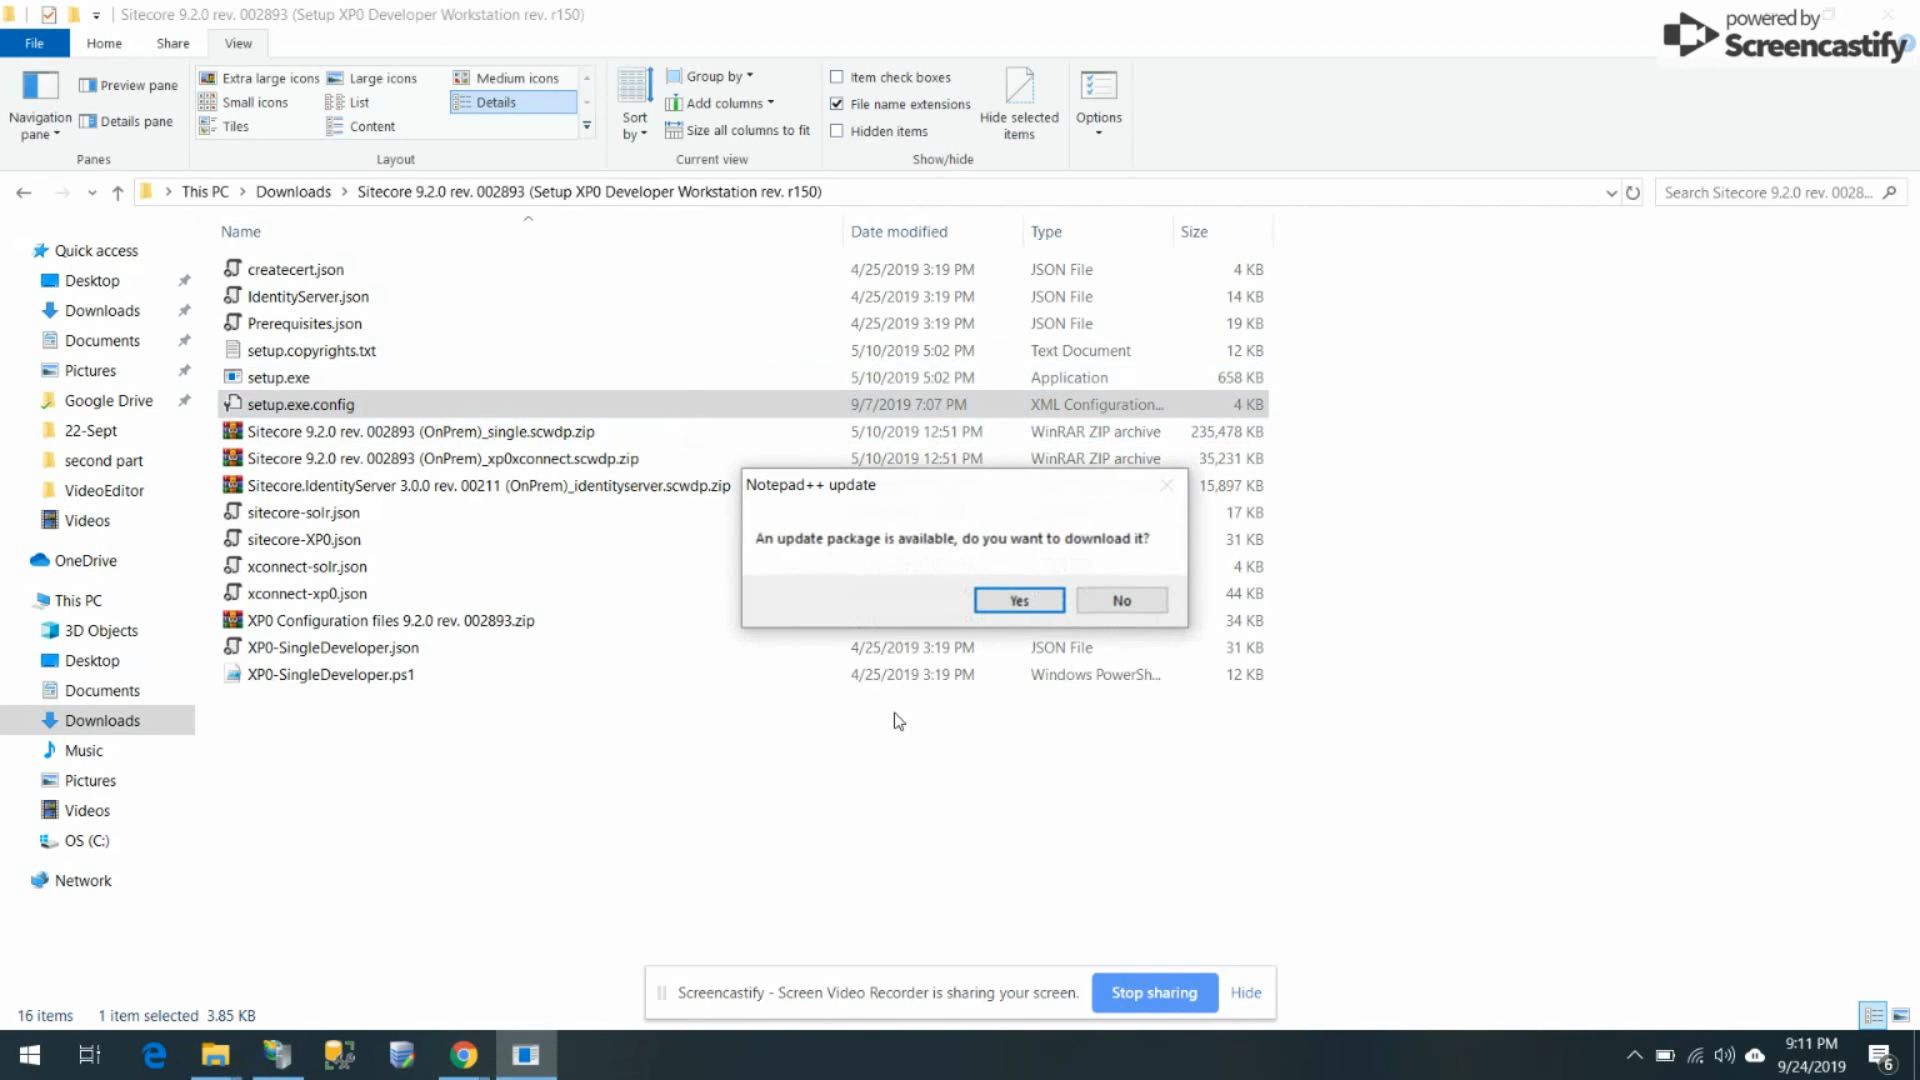 Sitecore 9.2.0 rev. 002893 (Setup XP0 Developer Workstation rev. r150)
powered by
Screencastify
File Home Share View
Navigation pane
Preview pane
Details pane
Panes
Extra large icons Large icons Medium icons
Small icons List Details
Tiles Content
Layout
Sort by
Group by
Add columns
Size all columns to fit
Current view
Item check boxes
File name extensions
Hidden items
Hide selected items
Show/hide
Options
This PC Downloads Sitecore 9.2.0 rev. 002893 (Setup XP0 Developer Workstation rev. r150)
Search Sitecore 9.2.0 rev. 0028...
Name Date modified Type Size
createcert.json 4/25/2019 3:19 PM JSON File 4 KB
IdentityServer.json 4/25/2019 3:19 PM JSON File 14 KB
Prerequisites.json 4/25/2019 3:19 PM JSON File 19 KB
setup.copyrights.txt 5/10/2019 5:02 PM Text Document 12 KB
setup.exe 5/10/2019 5:02 PM Application 658 KB
setup.exe.config 9/7/2019 7:07 PM XML Configuration... 4 KB
Sitecore 9.2.0 rev. 002893 (OnPrem)_single.scwdp.zip 5/10/2019 12:51 PM WinRAR ZIP archive 235,478 KB
Sitecore 9.2.0 rev. 002893 (OnPrem)_xp0xconnect.scwdp.zip 5/10/2019 12:51 PM WinRAR ZIP archive 35,231 KB
Sitecore.IdentityServer 3.0.0 rev. 00211 (OnPrem)_identityserver.scwdp.zip 15,897 KB
sitecore-solr.json 17 KB
sitecore-XP0.json 31 KB
xconnect-solr.json 4 KB
xconnect-xp0.json 44 KB
XP0 Configuration files 9.2.0 rev. 002893.zip 34 KB
XP0-SingleDeveloper.json 4/25/2019 3:19 PM JSON File 31 KB
XP0-SingleDeveloper.ps1 4/25/2019 3:19 PM Windows PowerSh... 12 KB
Quick access
Desktop
Downloads
Documents
Pictures
Google Drive
22-Sept
second part
VideoEditor
Videos
OneDrive
This PC
3D Objects
Desktop
Documents
Downloads
Music
Pictures
Videos
OS (C:)
Network
Notepad++ update
An update package is available, do you want to download it?
Yes No
Screencastify - Screen Video Recorder is sharing your screen. Stop sharing Hide
16 items 1 item selected 3.85 KB
9:11 PM
9/24/2019
6